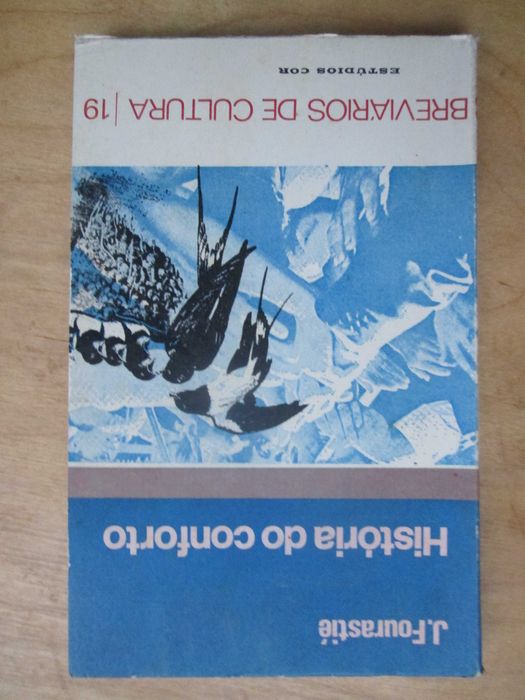 J. Fourastié
História do conforto
BREVIÁRIOS DE CULTURA | 19
ESTÚDIOS COR